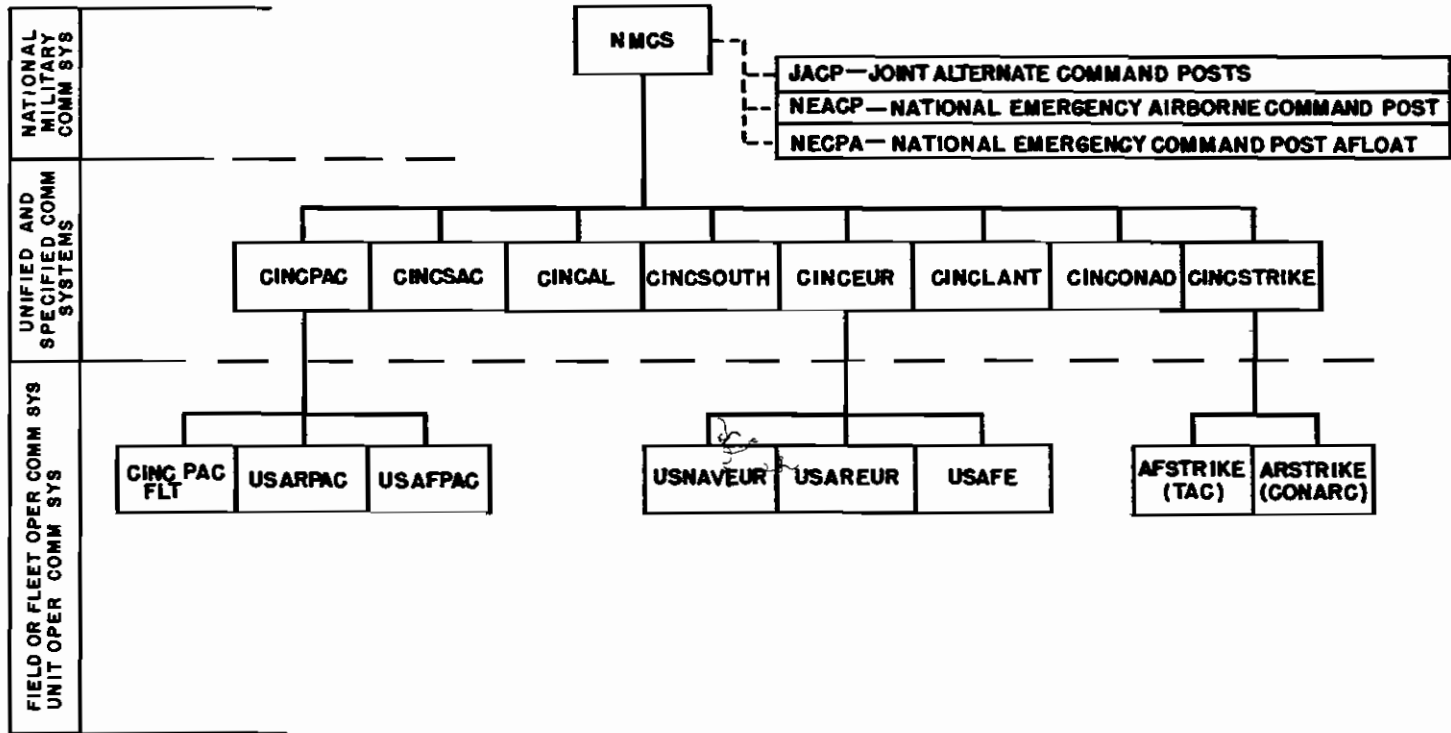 NATIONAL
MILITARY
COMM SYS
NMCS
JACP—JOINT ALTERNATE COMMAND POSTS
NEACP—NATIONAL EMERGENCY AIRBORNE COMMAND POST
NECPA—NATIONAL EMERGENCY COMMAND POST AFLOAT
UNIFIED AND
SPECIFIED COMM
SYSTEMS
CINCPAC
CINCSAC
CINCAL
CINCSOUTH
CINCEUR
CINCLANT
CINCONAD
CINCSTRIKE
FIELD OR FLEET OPER COMM SYS
UNIT OPER COMM SYS
CINC PAC
FLT
USARPAC
USAFPAC
USNAVEUR
USAREUR
USAFE
AFSTRIKE
(TAC)
ARSTRIKE
(CONARC)